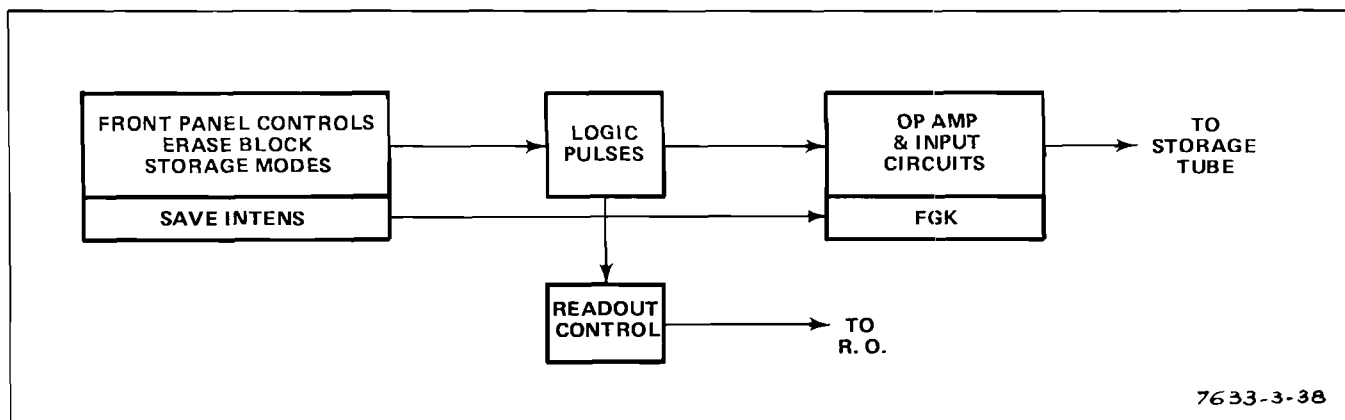 FRONT PANEL CONTROLS
ERASE BLOCK
STORAGE MODES
SAVE INTENS
LOGIC
PULSES
OP AMP
& INPUT
CIRCUITS
FGK
TO
STORAGE
TUBE
READOUT
CONTROL
TO
R. O.
7633-3-38